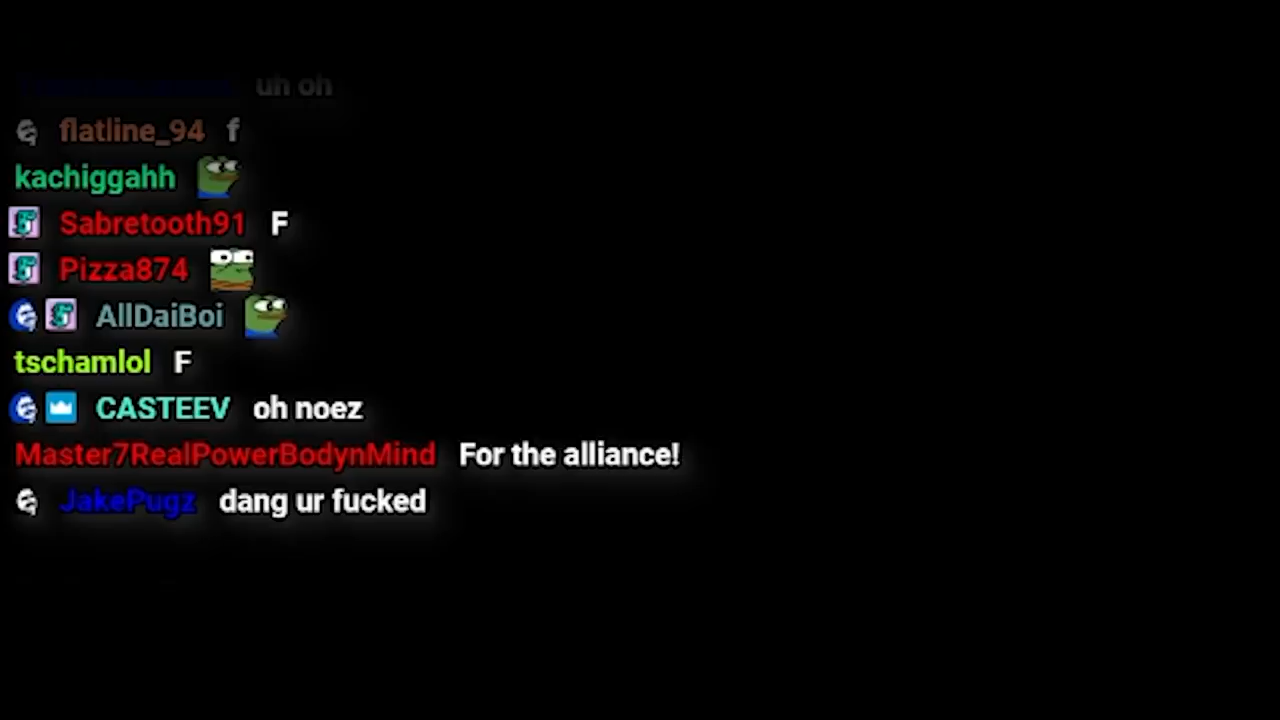 uh oh
flatline_94 f
kachiggahh
Sabretooth91 F
Pizza874
AllDaiBoi
tschamlol F
CASTEEV oh noez
Master7RealPowerBodynMind For the alliance!
JakePugz dang ur fucked